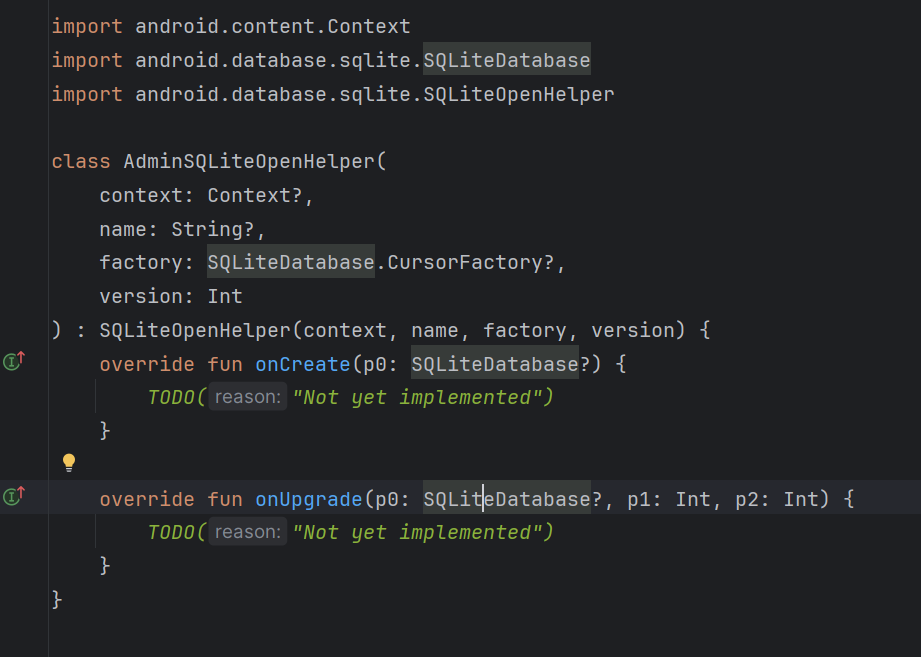 import android.content.Context
import android.database.sqlite.SQLiteDatabase
import android.database.sqlite.SQLiteOpenHelper
class AdminSQLiteOpenHelper(
context: Context?,
name: String?,
factory: SQLiteDatabase.CursorFactory?,
version: Int
) : SQLiteOpenHelper(context, name, factory, version) {
override fun onCreate(p0: SQLiteDatabase?) {
TODO( reason: "Not yet implemented")
}
override fun onUpgrade(p0: SQLiteDatabase?, p1: Int, p2: Int) {
TODO( reason: "Not yet implemented")
}
}